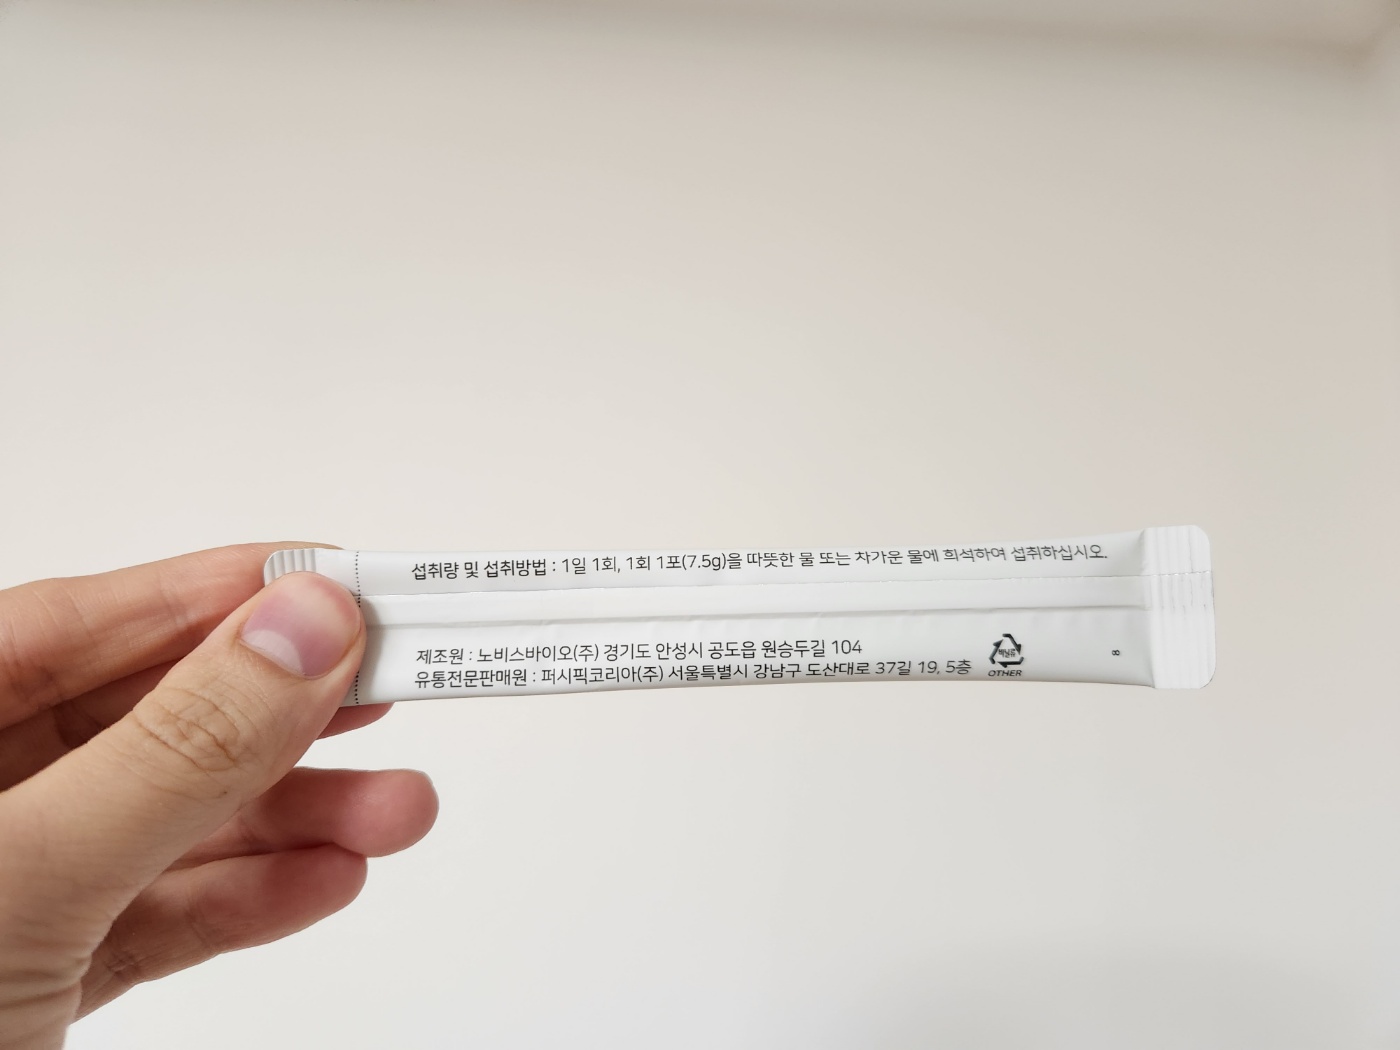 섭취량 및 섭취방법 : 1일 1회, 1회 1포(7.5g)을 따뜻한 물 또는 차가운 물에 희석하여 섭취하십시오.
제조원 : 노비스바이오(주) 경기도 안성시 공도읍 원승두길 104
유통전문판매원 : 퍼시픽코리아(주) 서울특별시 강남구 도산대로 37길 19, 5층
비닐류
OTHER
8